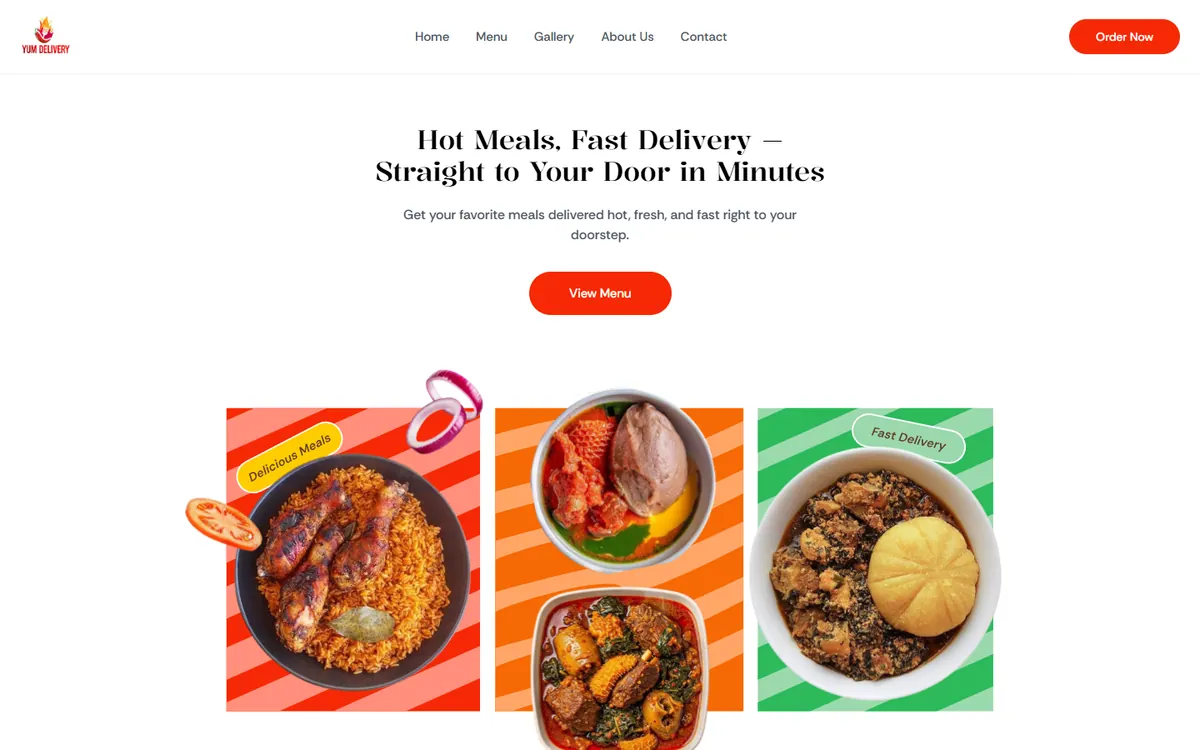 YUM DELIVERY
Home
Menu
Gallery
About Us
Contact
Order Now
Hot Meals, Fast Delivery —
Straight to Your Door in Minutes
Get your favorite meals delivered hot, fresh, and fast right to your
doorstep.
View Menu
Delicious Meals
Fast Delivery